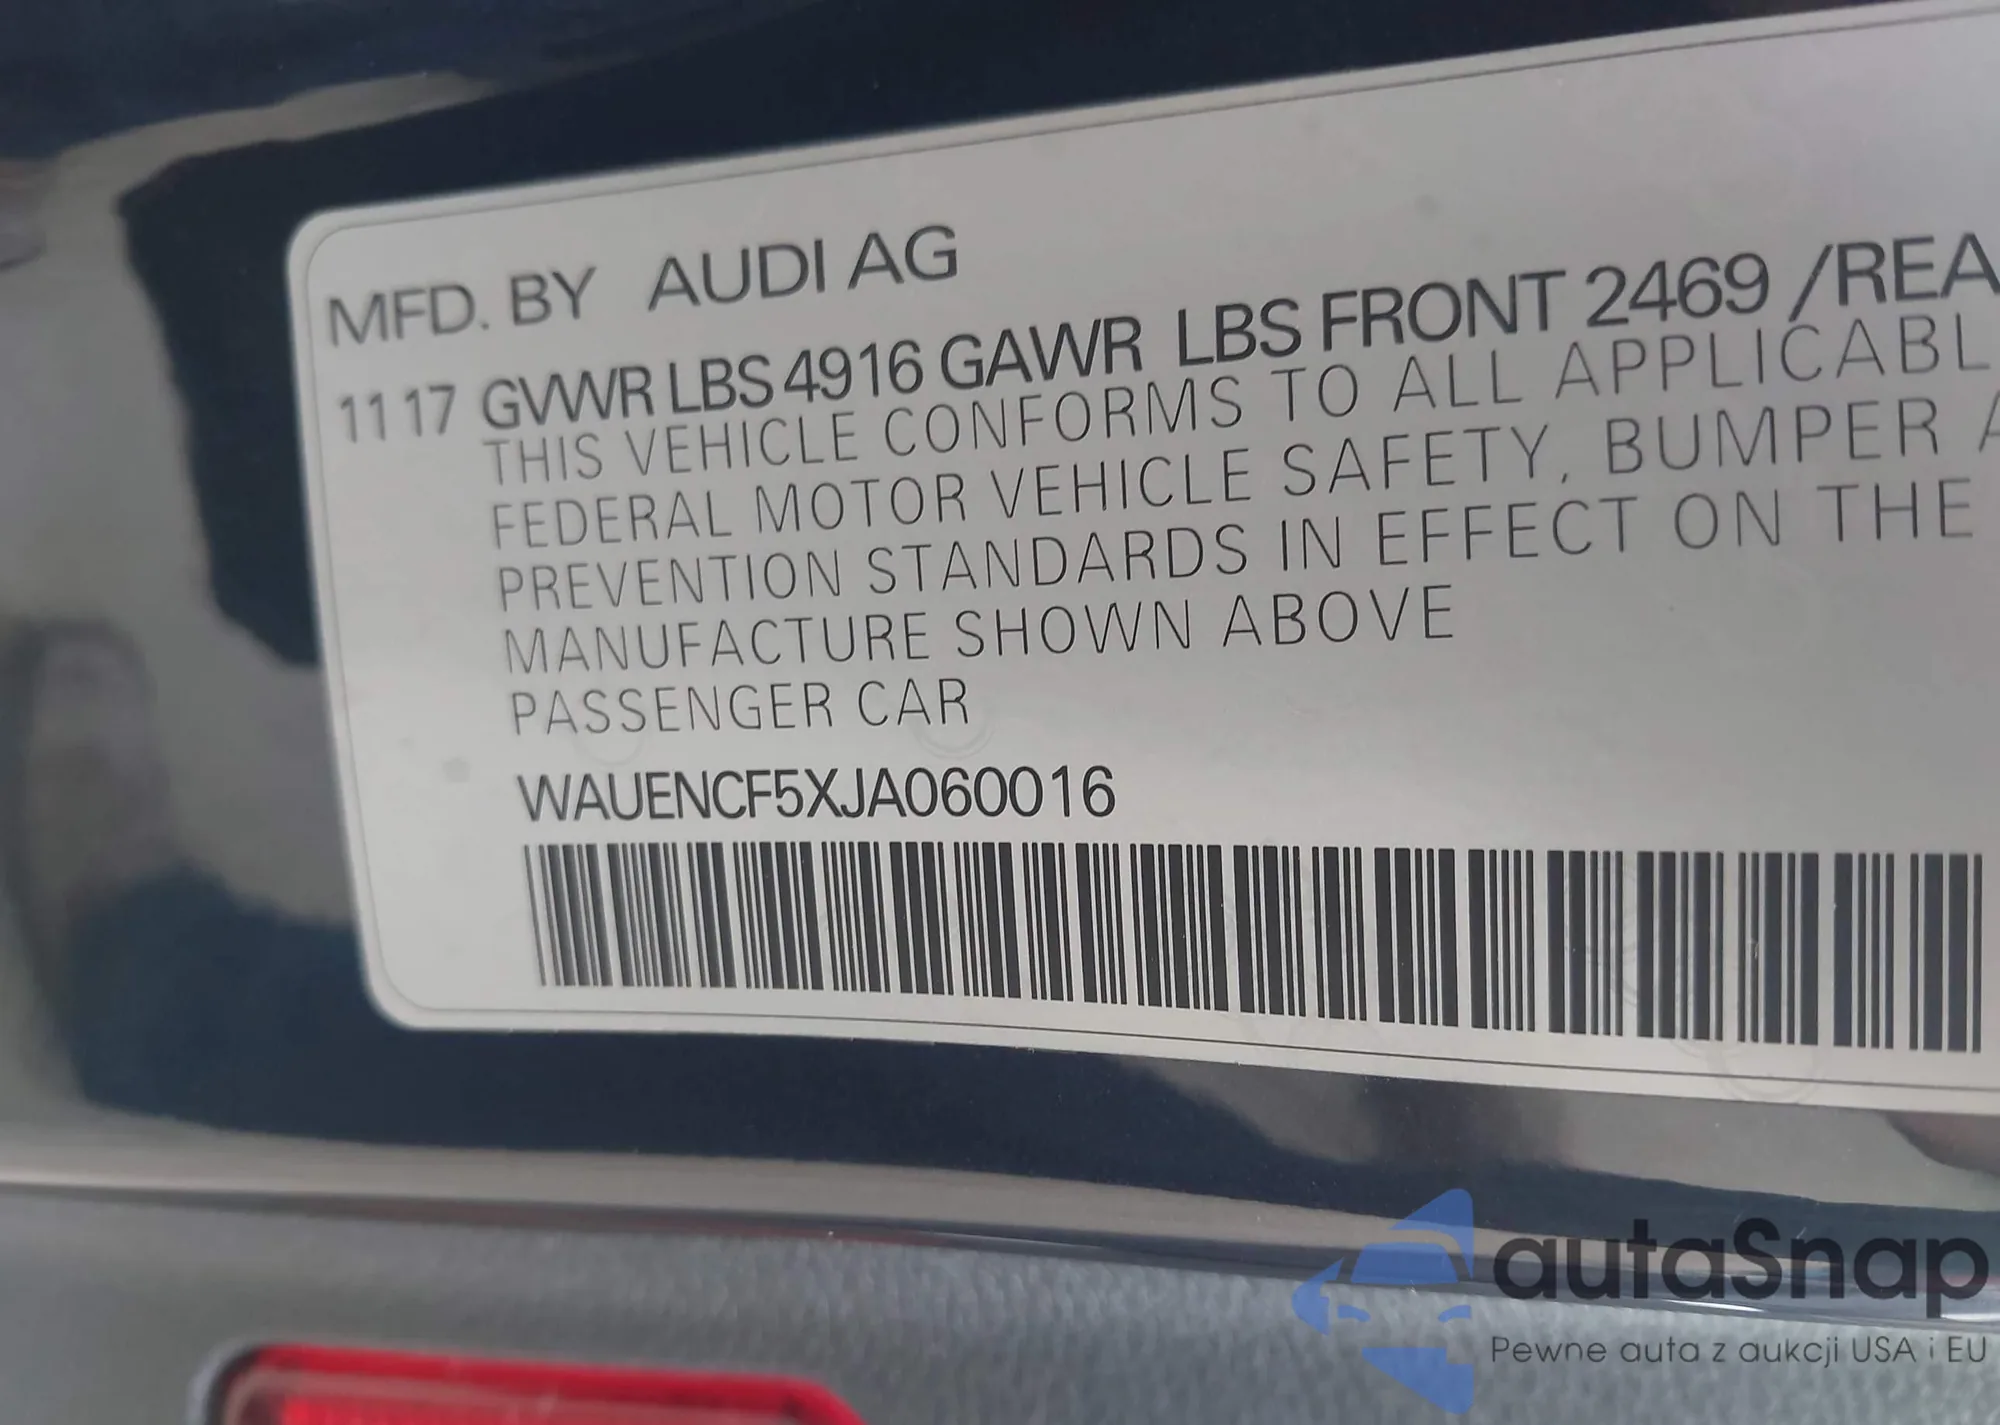 MFD. BY AUDI AG
11 17 GVWR LBS 4916 GAWR LBS FRONT 2469 /REA
THIS VEHICLE CONFORMS TO ALL APPLICABL
FEDERAL MOTOR VEHICLE SAFETY, BUMPER A
PREVENTION STANDARDS IN EFFECT ON THE
MANUFACTURE SHOWN ABOVE
PASSENGER CAR
WAUENCF5XJA060016
autaSnap
Pewne auta z aukcji USA i EU